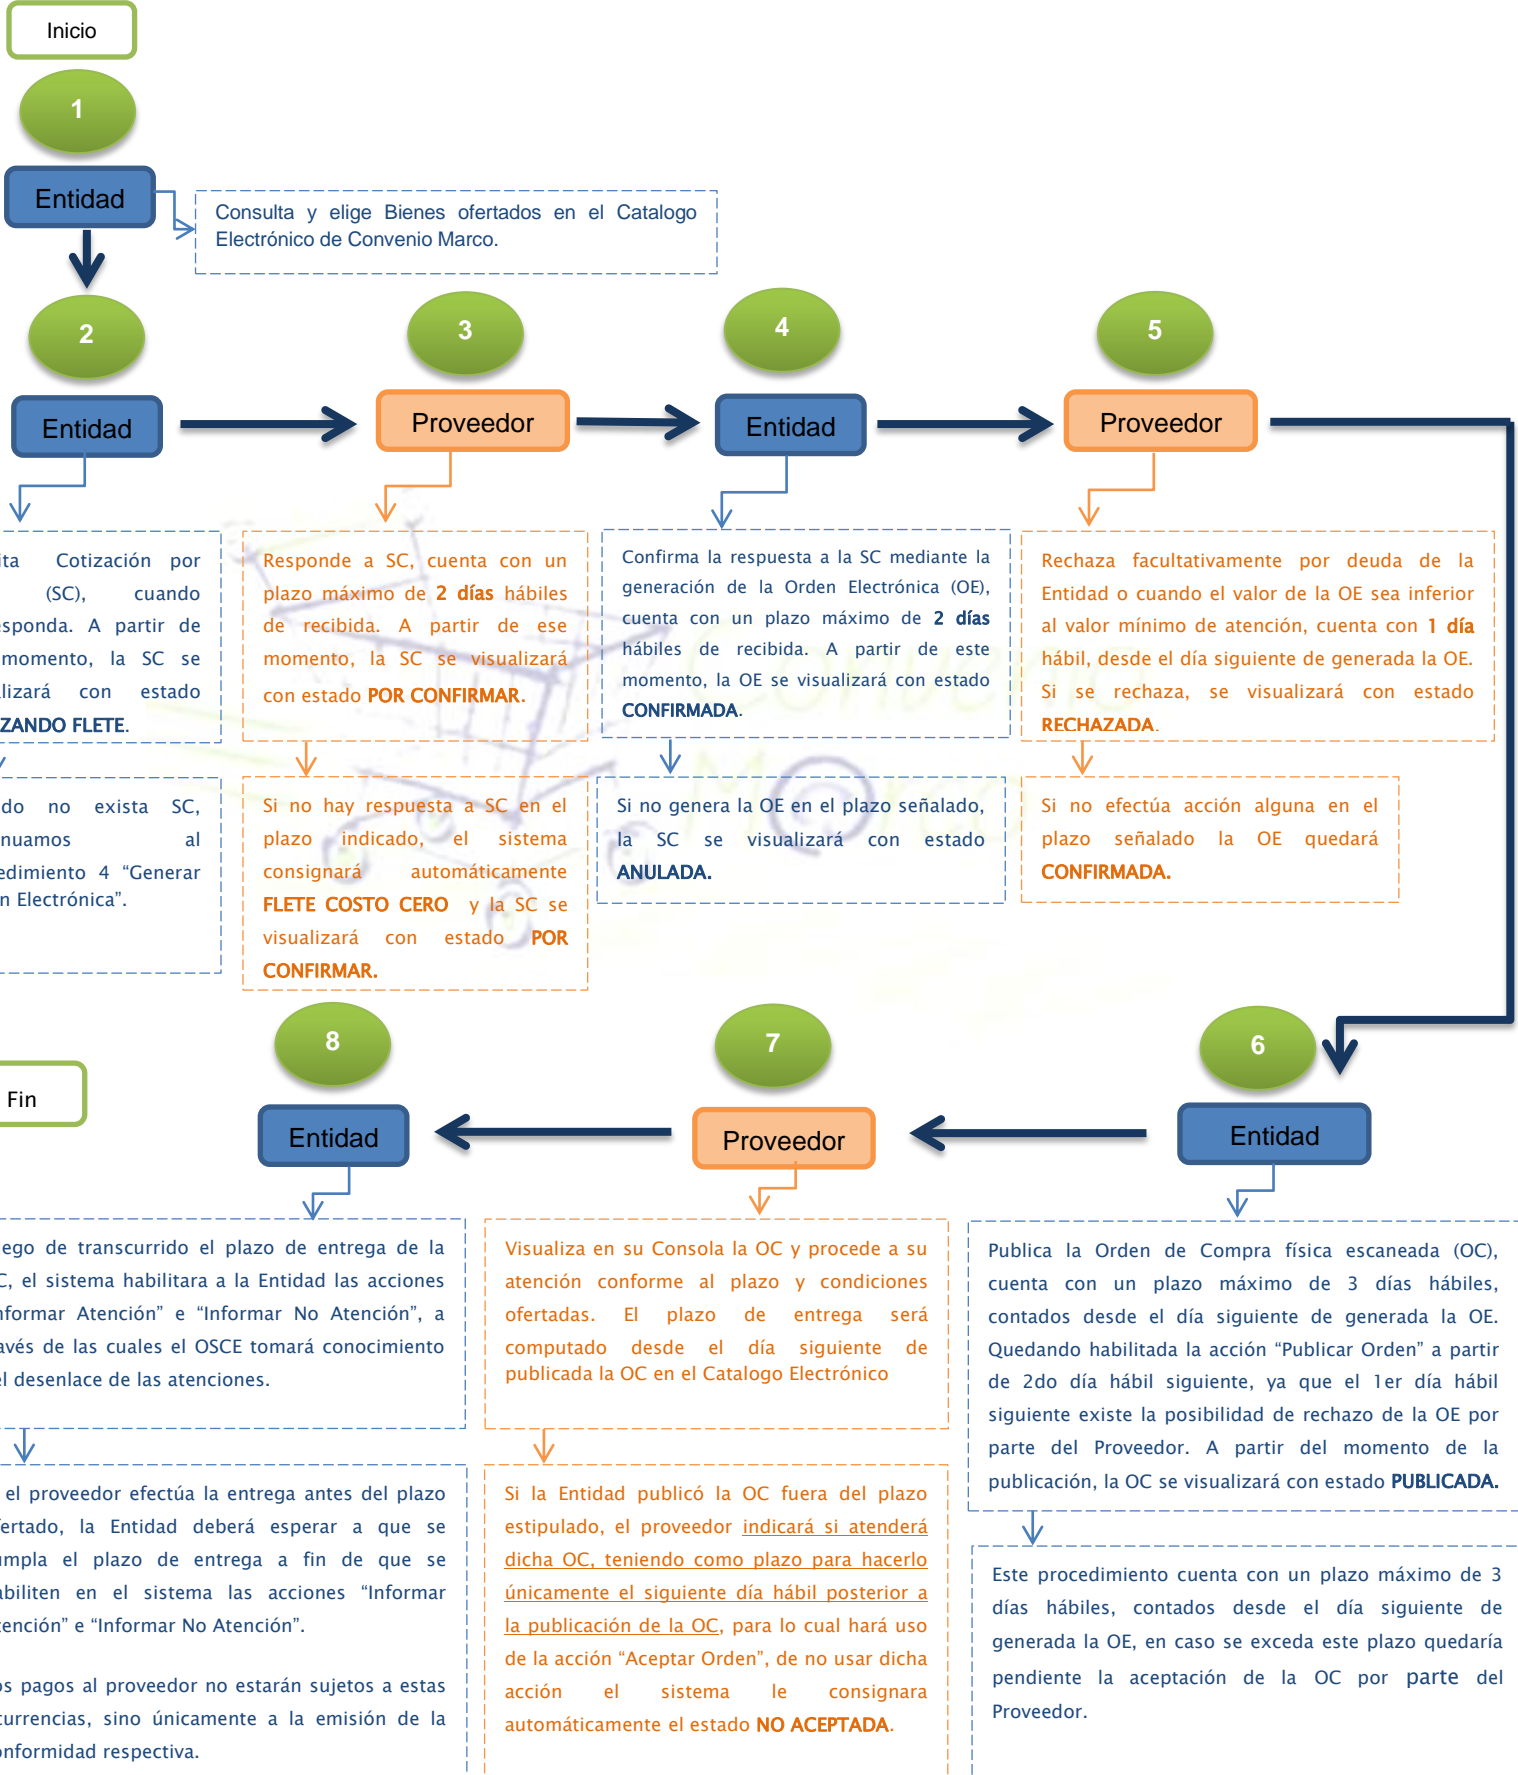 Inicio
1
Entidad
Consulta y elige Bienes ofertados en el Catalogo
Electrónico de Convenio Marco.
2
3
4
5
Entidad
Proveedor
Entidad
Proveedor
Cotización por
(SC), cuando
A partir de
momento, la SC se
con estado
FLETE.
no exista SC,
al
4 “Generar
Electrónica”.
Responde a SC, cuenta con un
plazo máximo de 2 días hábiles
de recibida. A partir de ese
momento, la SC se visualizará
con estado POR CONFIRMAR.
Si no hay respuesta a SC en el
plazo indicado, el sistema
consignará automáticamente
FLETE COSTO CERO y la SC se
visualizará con estado POR
CONFIRMAR.
Confirma la respuesta a la SC mediante la
generación de la Orden Electrónica (OE),
cuenta con un plazo máximo de 2 días
hábiles de recibida. A partir de este
momento, la OE se visualizará con estado
CONFIRMADA.
Si no genera la OE en el plazo señalado,
la SC se visualizará con estado
ANULADA.
Rechaza facultativamente por deuda de la
Entidad o cuando el valor de la OE sea inferior
al valor mínimo de atención, cuenta con 1 día
hábil, desde el día siguiente de generada la OE.
Si se rechaza, se visualizará con estado
RECHAZADA.
Si no efectúa acción alguna en el
plazo señalado la OE quedará
CONFIRMADA.
Convenio
M@rco
8
7
6
Fin
Entidad
Proveedor
Entidad
de transcurrido el plazo de entrega de la
el sistema habilitara a la Entidad las acciones
Atención” e “Informar No Atención”, a
de las cuales el OSCE tomará conocimiento
desenlace de las atenciones.
el proveedor efectúa la entrega antes del plazo
la Entidad deberá esperar a que se
el plazo de entrega a fin de que se
en el sistema las acciones “Informar
e “Informar No Atención”.
pagos al proveedor no estarán sujetos a estas
sino únicamente a la emisión de la
respectiva.
Visualiza en su Consola la OC y procede a su
atención conforme al plazo y condiciones
ofertadas. El plazo de entrega será
computado desde el día siguiente de
publicada la OC en el Catalogo Electrónico
Si la Entidad publicó la OC fuera del plazo
estipulado, el proveedor indicará si atenderá
dicha OC, teniendo como plazo para hacerlo
únicamente el siguiente día hábil posterior a
la publicación de la OC, para lo cual hará uso
de la acción “Aceptar Orden”, de no usar dicha
acción el sistema le consignara
automáticamente el estado NO ACEPTADA.
Publica la Orden de Compra física escaneada (OC),
cuenta con un plazo máximo de 3 días hábiles,
contados desde el día siguiente de generada la OE.
Quedando habilitada la acción “Publicar Orden” a partir
de 2do día hábil siguiente, ya que el 1er día hábil
siguiente existe la posibilidad de rechazo de la OE por
parte del Proveedor. A partir del momento de la
publicación, la OC se visualizará con estado PUBLICADA.
Este procedimiento cuenta con un plazo máximo de 3
días hábiles, contados desde el día siguiente de
generada la OE, en caso se exceda este plazo quedaría
pendiente la aceptación de la OC por parte del
Proveedor.